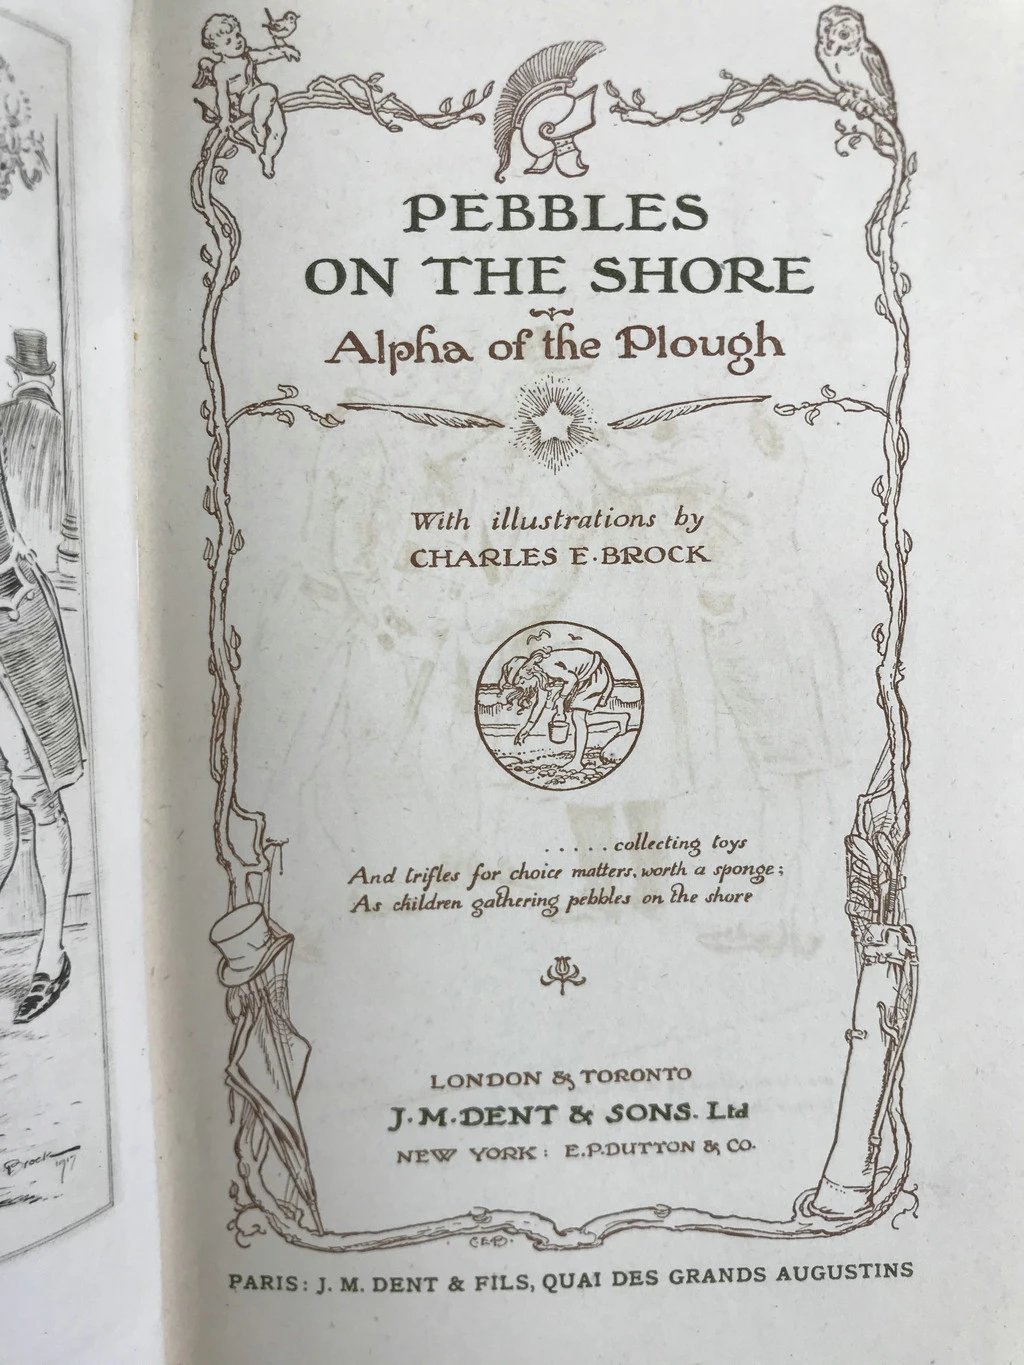 PEBBLES
ON THE SHORE
Alpha of the Plough
With illustrations by
CHARLES E. BROCK
.....collecting toys
And trifles for choice matters, worth a sponge;
As children gathering pebbles on the shore
LONDON & TORONTO
J. M. DENT & SONS. Ltd
NEW YORK: E.P. DUTTON & CO.
C.E.B.
PARIS: J. M. DENT & FILS, QUAI DES GRANDS AUGUSTINS
Brock
1917